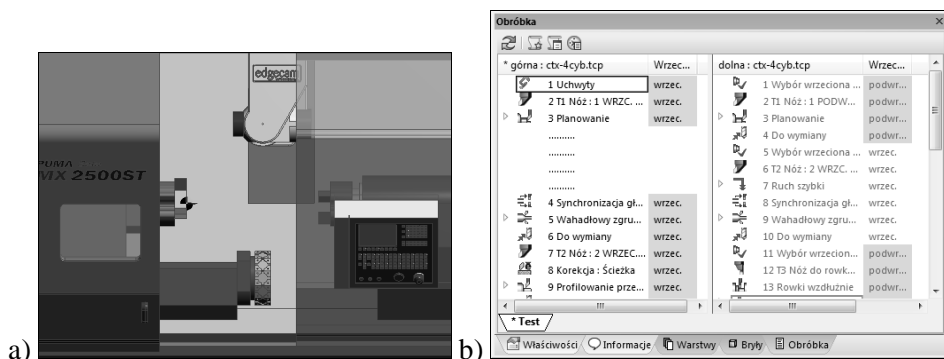 edgecam
PUMA
MX 2500ST
a)
b)
Obróbka
* górna : ctx-4cyb.tcp Wrzec...
1 Uchwyty wrzec.
2 T1 Nóż : 1 WRZC. ... wrzec.
3 Planowanie wrzec.
..........
..........
..........
4 Synchronizacja gł... wrzec.
5 Wahadłowy zgru... wrzec.
6 Do wymiany wrzec.
7 T2 Nóż : 2 WRZEC.... wrzec.
8 Korekcja : Ścieżka wrzec.
9 Profilowanie prze... wrzec.
dolna : ctx-4cyb.tcp Wrzec...
1 Wybór wrzeciona ... podwr...
2 T1 Nóż : 1 PODW... podwr...
3 Planowanie podwr...
4 Do wymiany podwr...
5 Wybór wrzeciona ... wrzec.
6 T2 Nóż : 2 WRZC. ... wrzec.
7 Ruch szybki wrzec.
8 Synchronizacja gł... wrzec.
9 Wahadłowy zgru... wrzec.
10 Do wymiany wrzec.
11 Wybór wrzecion... podwr...
12 T3 Nóż do rowk... podwr...
13 Rowki wzdłużnie podwr...
* Test
Właściwości Informacje Warstwy Bryły Obróbka